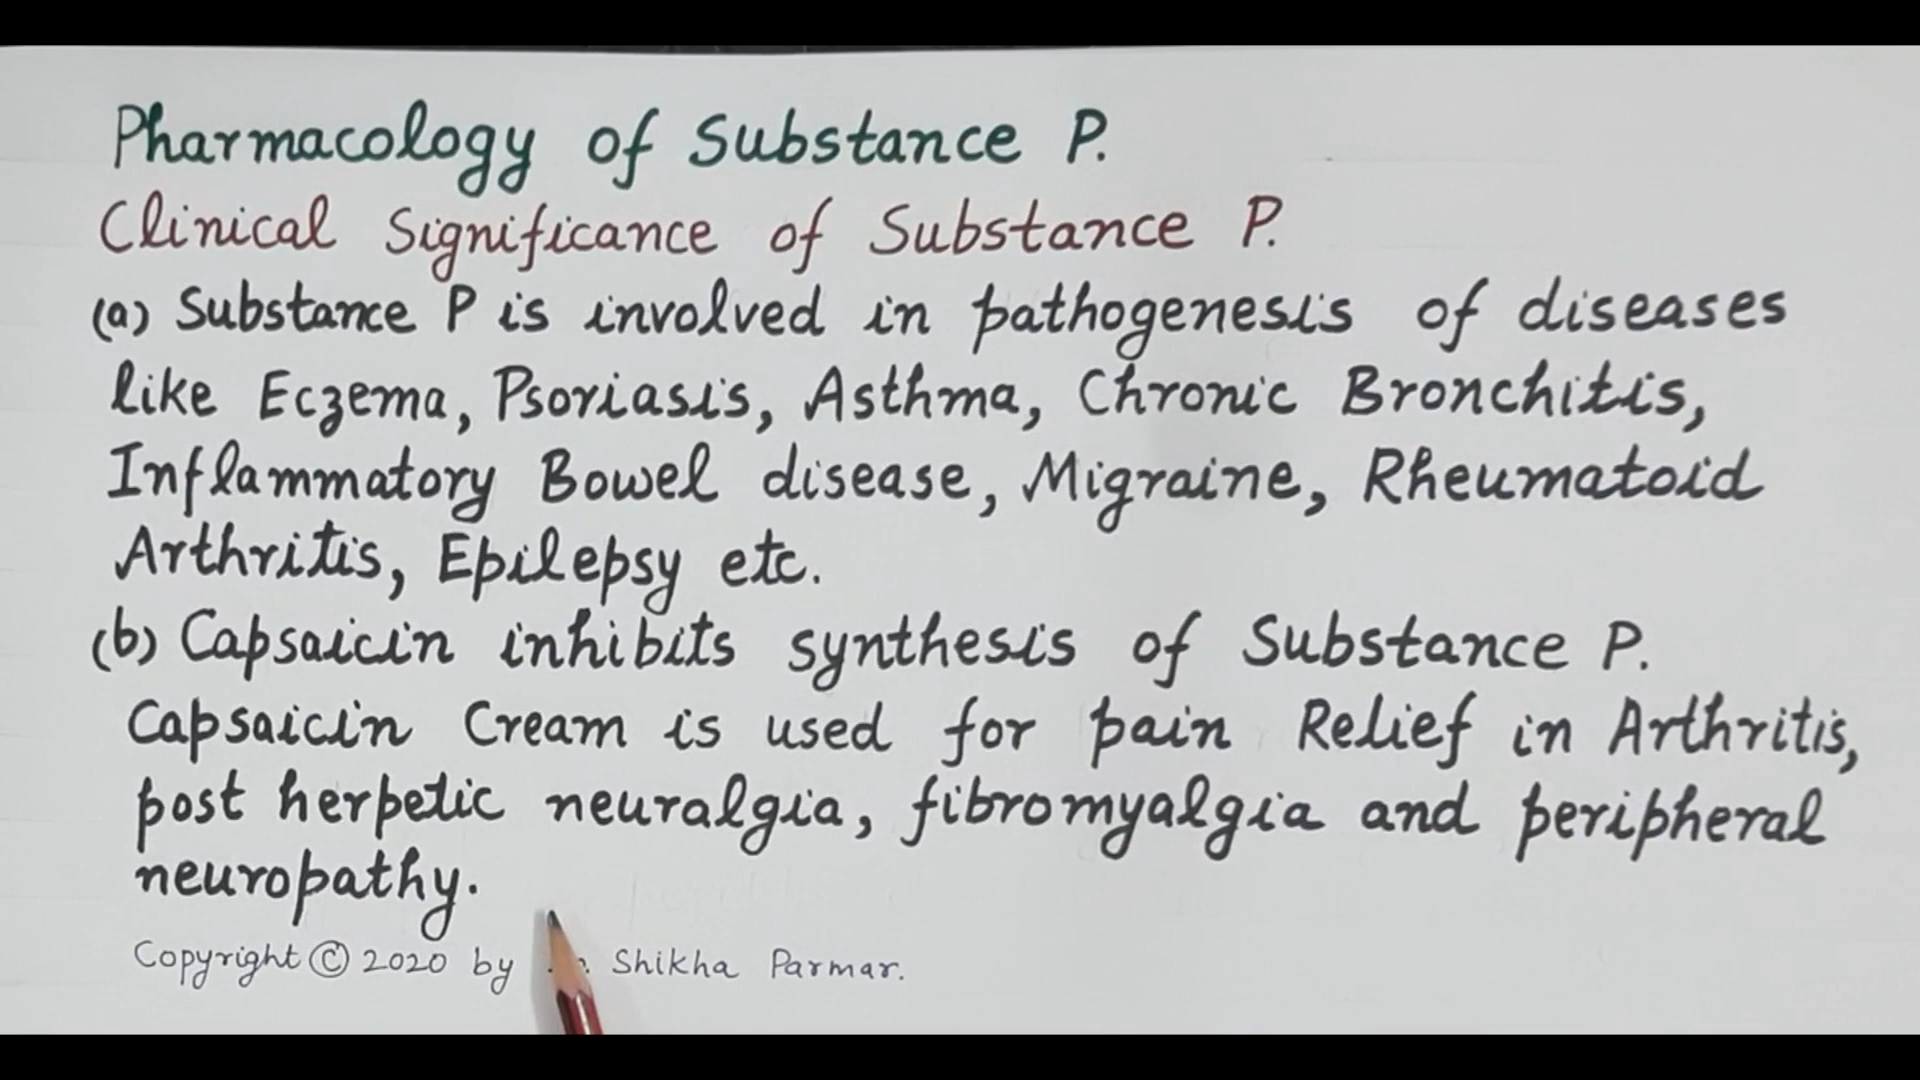 Pharmacology of Substance P.
Clinical Significance of Substance P.
(a) Substance P is involved in pathogenesis of diseases
like Eczema, Psoriasis, Asthma, Chronic Bronchitis,
Inflammatory Bowel disease, Migraine, Rheumatoid
Arthritis, Epilepsy etc.
(b) Capsaicin inhibits synthesis of Substance P.
Capsaicin Cream is used for pain Relief in Arthritis,
post herpetic neuralgia, fibromyalgia and peripheral
neuropathy.
Copyright © 2020 by Shikha Parmar.